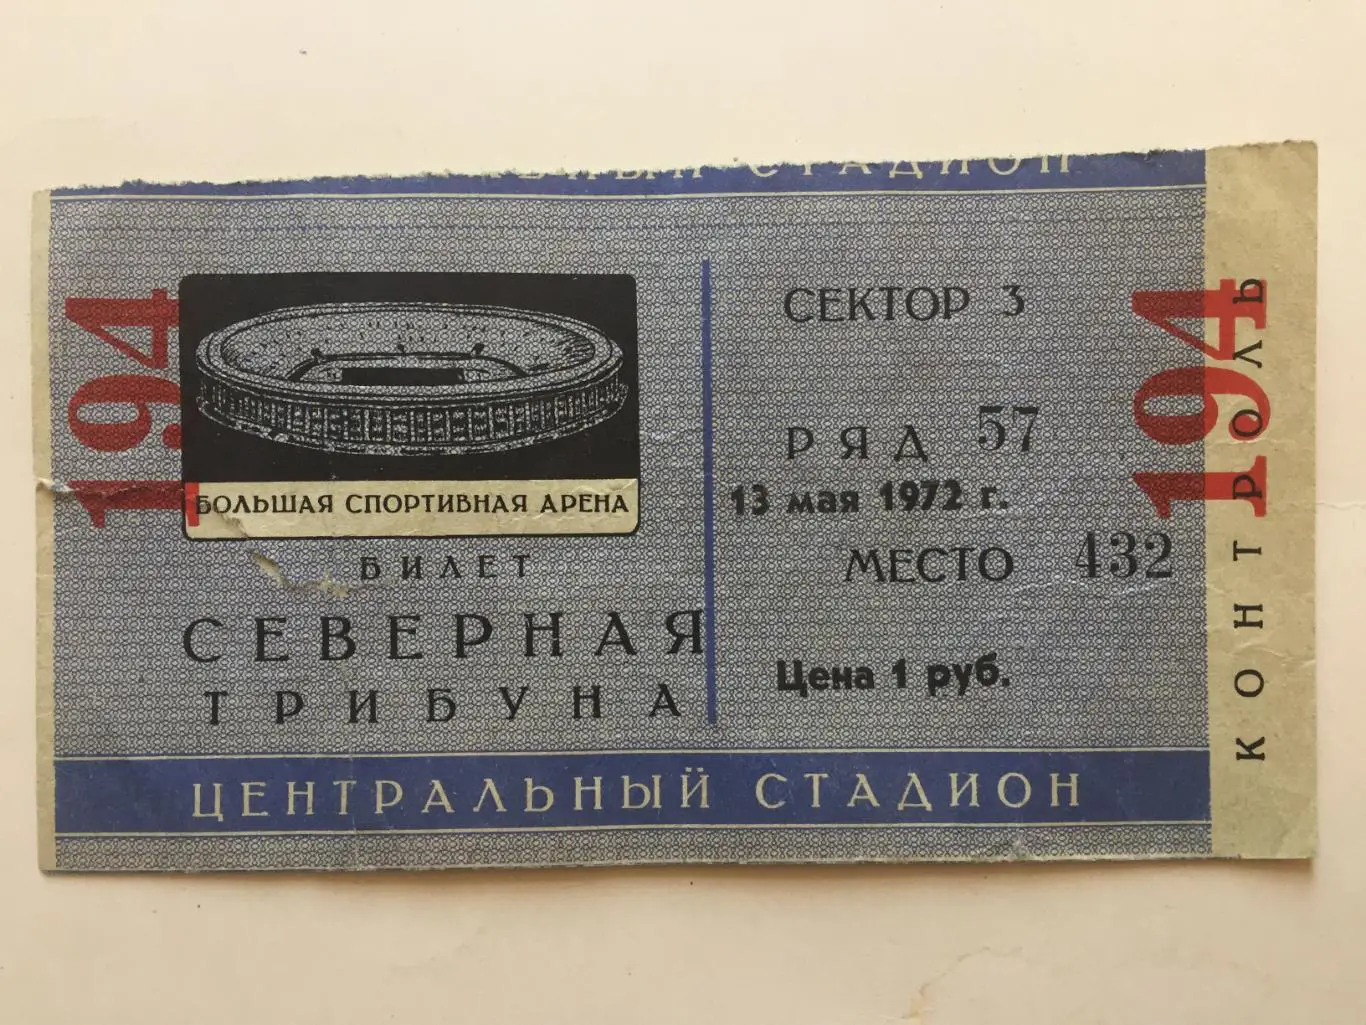 СТАДИОН
194
БОЛЬШАЯ СПОРТИВНАЯ АРЕНА
БИЛЕТ
СЕВЕРНАЯ
ТРИБУНА
СЕКТОР 3
РЯД 57
13 мая 1972 г.
МЕСТО 432
Цена 1 руб.
194
КОНТРОЛЬ
ЦЕНТРАЛЬНЫЙ СТАДИОН